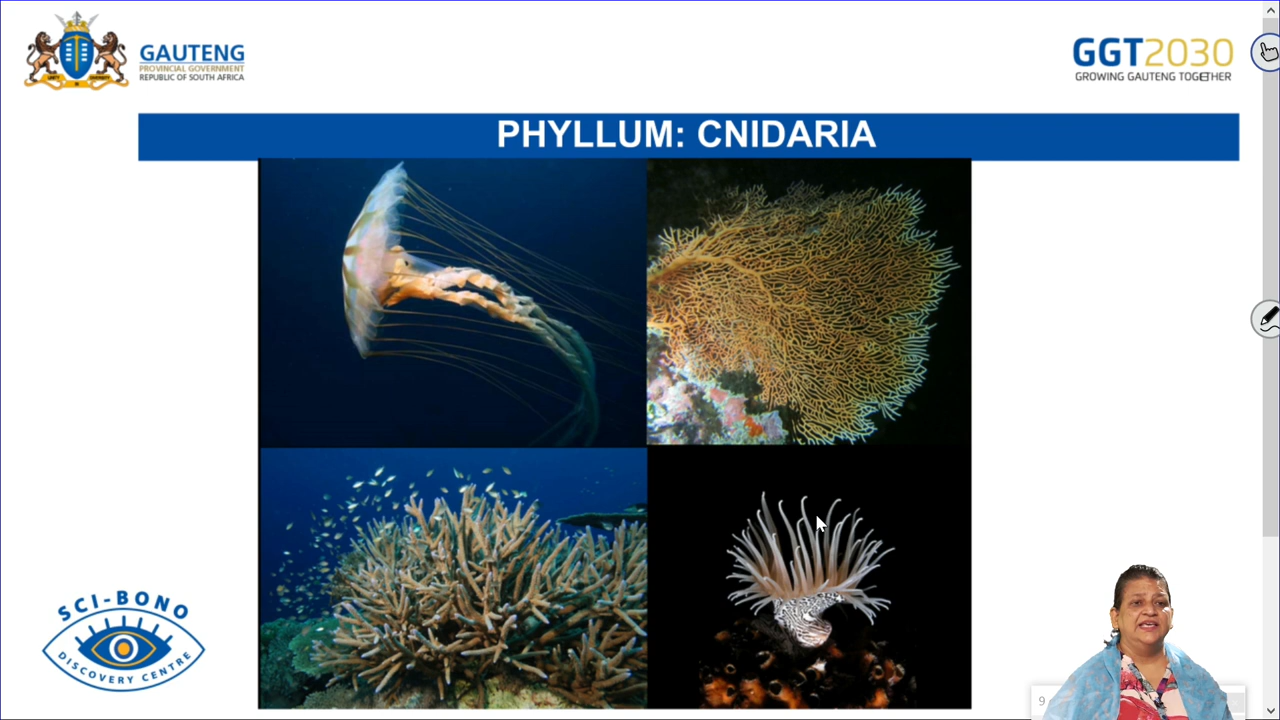 GAUTENG
PROVINCIAL GOVERNMENT
REPUBLIC OF SOUTH AFRICA
GGT2030
GROWING GAUTENG TOGETHER
PHYLLUM: CNIDARIA
SCI-BONO
DISCOVERY CENTRE
9